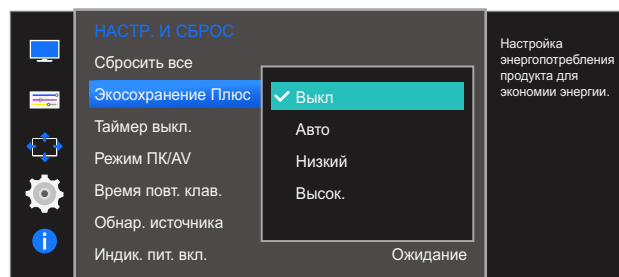 НАСТР. И СБРОС
Сбросить все
Экосохранение Плюс
Выкл
Авто
Низкий
Высок.
Таймер выкл.
Режим ПК/AV
Время повт. клав.
Обнар. источника
Индик. пит. вкл.
Ожидание
Настройка
энергопотребления
продукта для
экономии энергии.